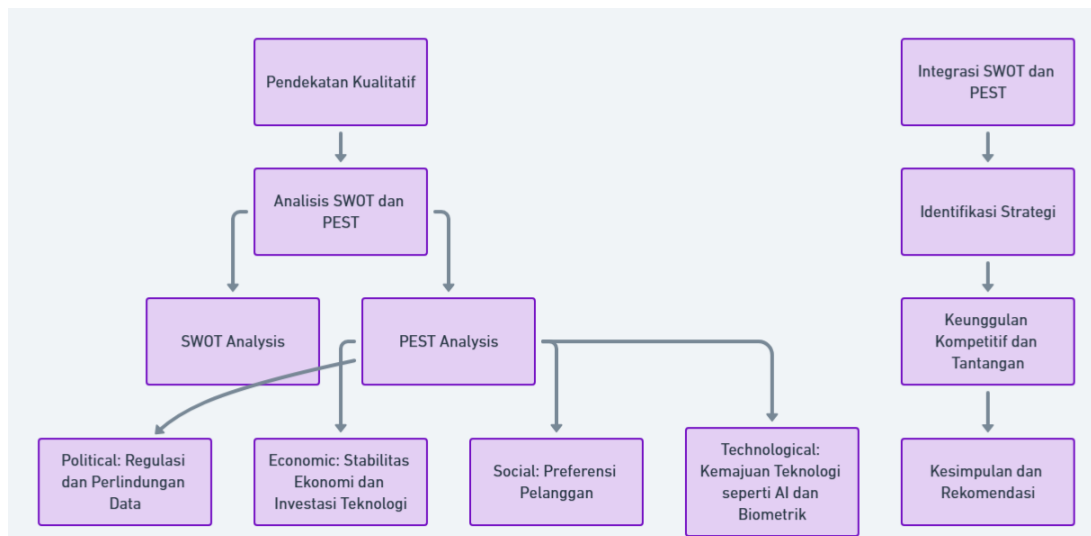 Pendekatan Kualitatif
Integrasi SWOT dan
PEST
Analisis SWOT dan
PEST
Identifikasi Strategi
SWOT Analysis
PEST Analysis
Keunggulan
Kompetitif dan
Tantangan
Political: Regulasi
dan Perlindungan
Data
Economic: Stabilitas
Ekonomi dan
Investasi Teknologi
Social: Preferensi
Pelanggan
Technological:
Kemajuan Teknologi
seperti AI dan
Biometrik
Kesimpulan dan
Rekomendasi